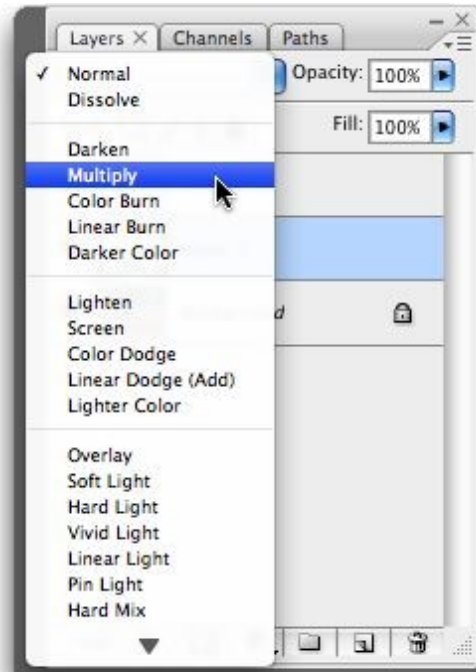 Layers Channels Paths
✓ Normal
Opacity: 100%
Dissolve
Fill: 100%
Darken
Multiply
Color Burn
Linear Burn
Darker Color
Lighten
d
Screen
Color Dodge
Linear Dodge (Add)
Lighter Color
Overlay
Soft Light
Hard Light
Vivid Light
Linear Light
Pin Light
Hard Mix